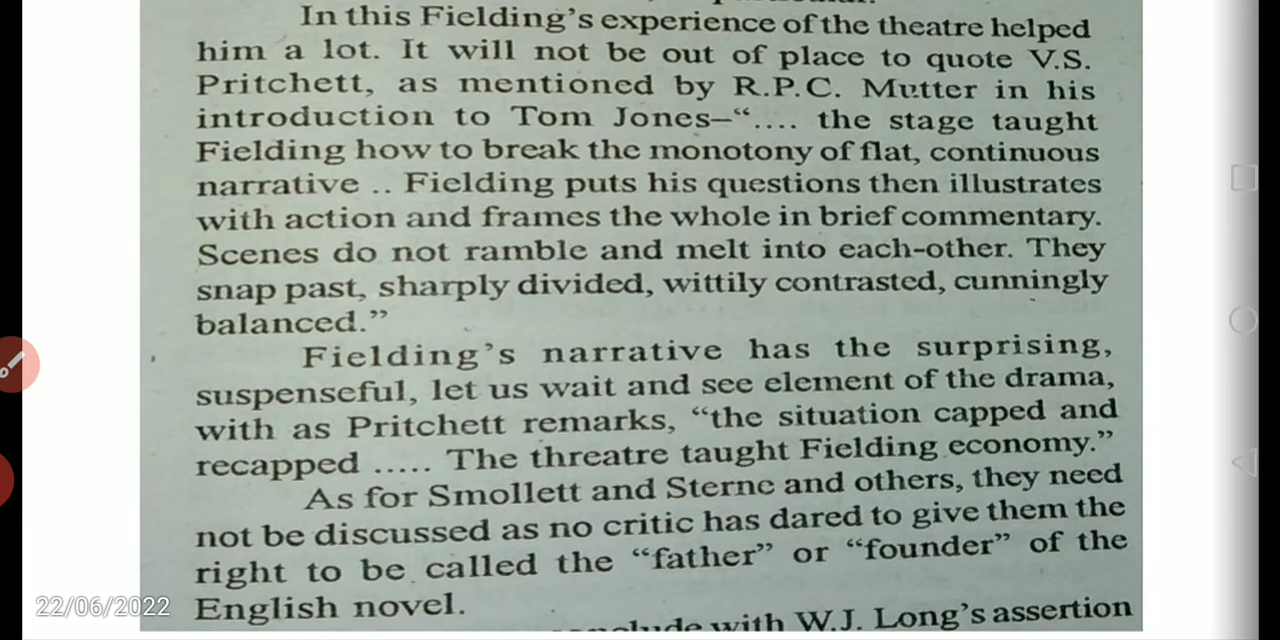 In this Fielding's experience of the theatre helped
him a lot. It will not be out of place to quote V.S.
Pritchett, as mentioned by R.P.C. Mutter in his
introduction to Tom Jones–“.... the stage taught
Fielding how to break the monotony of flat, continuous
narrative .. Fielding puts his questions then illustrates
with action and frames the whole in brief commentary.
Scenes do not ramble and melt into each-other. They
snap past, sharply divided, wittily contrasted, cunningly
balanced.”
Fielding's narrative has the surprising,
suspenseful, let us wait and see element of the drama,
with as Pritchett remarks, “the situation capped and
recapped ..... The threatre taught Fielding economy.”
As for Smollett and Sterne and others, they need
not be discussed as no critic has dared to give them the
right to be called the “father” or “founder” of the
English novel.
with W.J. Long's assertion
22/06/2022